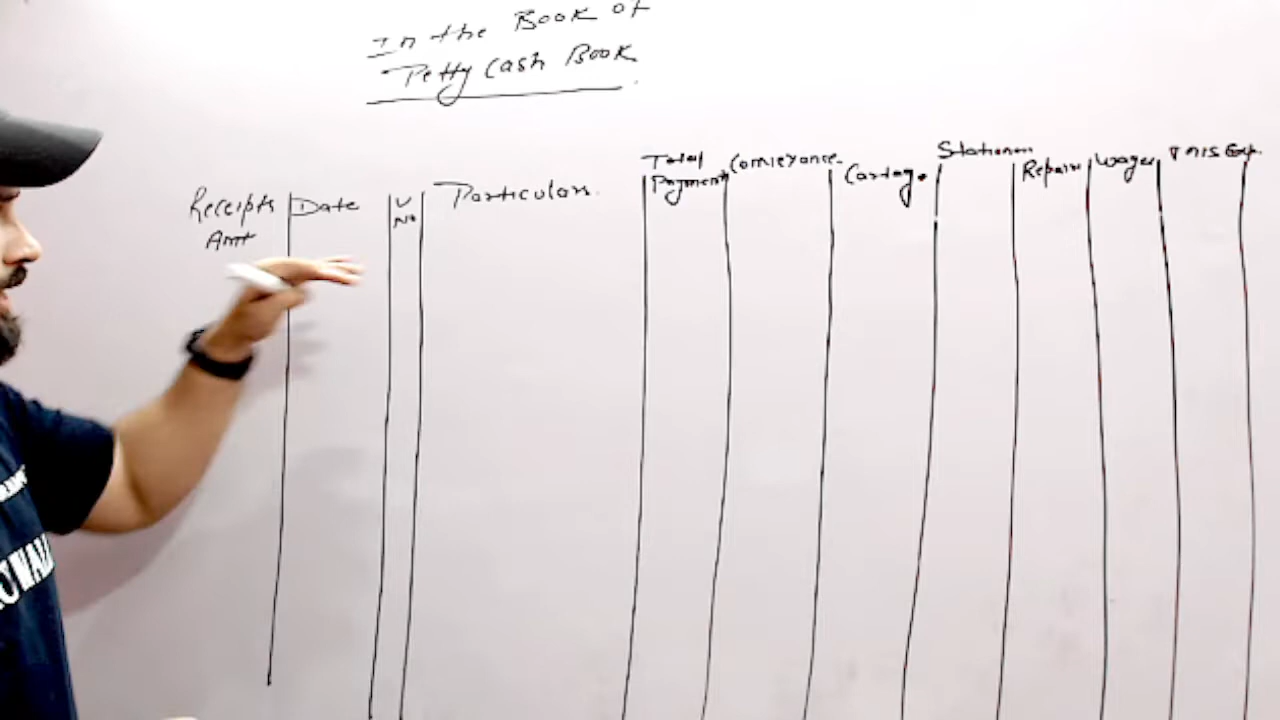 In the Book of
Petty Cash Book
Receipts Amt
Date
V No
Particulars
Total Payment
Conveyance
Cartage
Stationery
Repairs
Wages
Mis Exp.